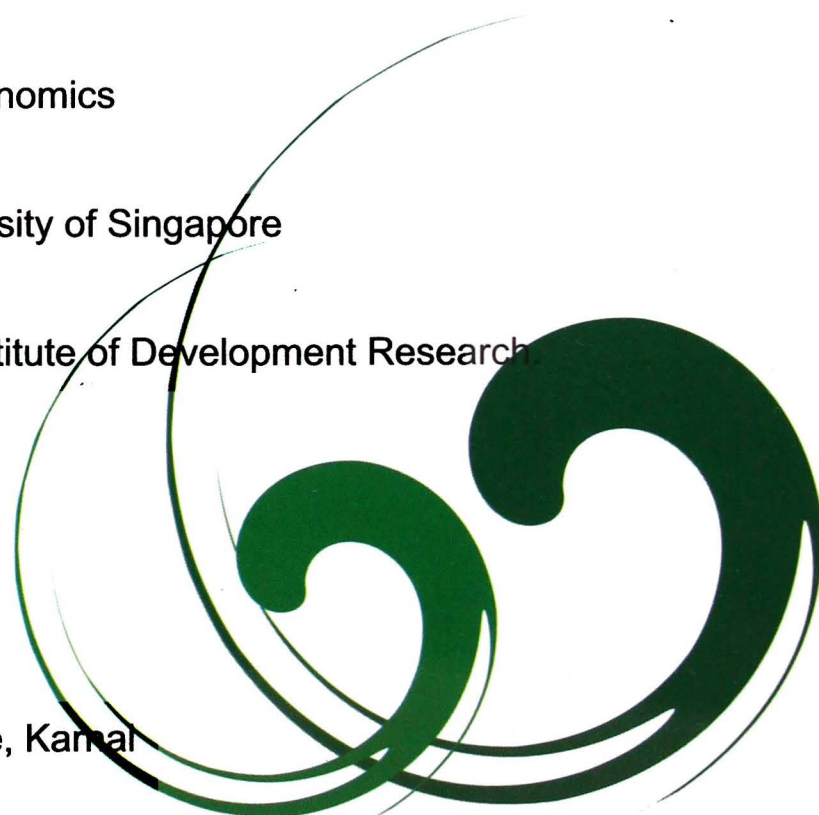 nomics
sity of Singapore
titute of Development Research.
e, Kamal